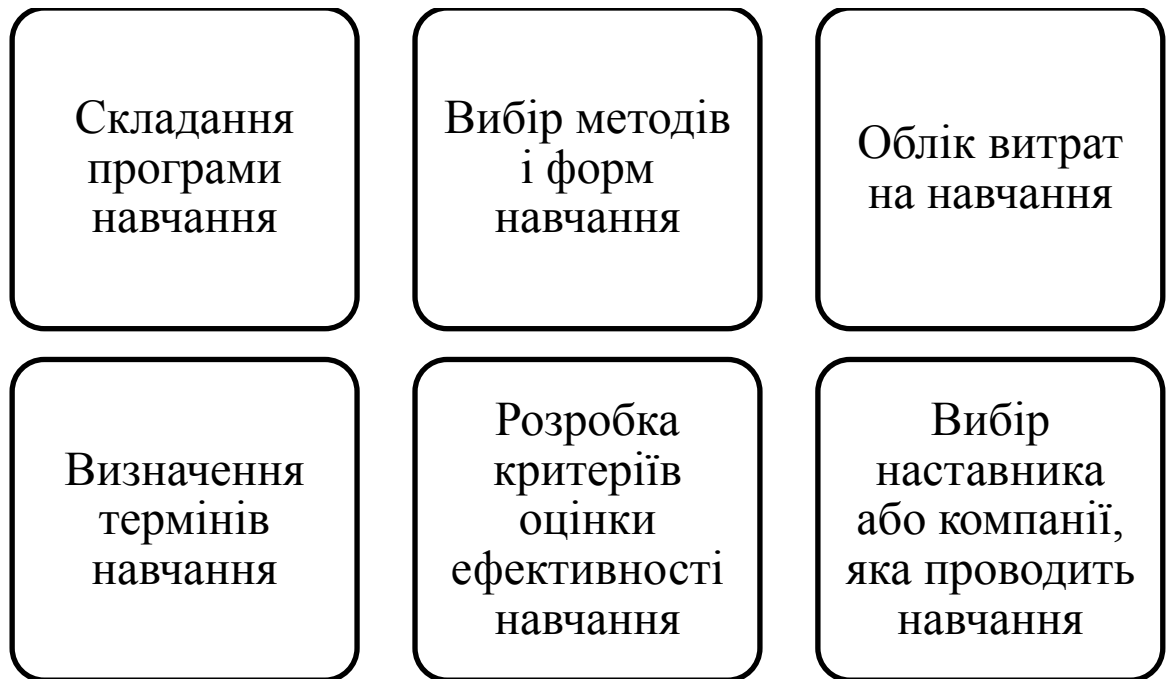 Складання
програми
навчання
Вибір методів
і форм
навчання
Облік витрат
на навчання
Визначення
термінів
навчання
Розробка
критеріїв
оцінки
ефективності
навчання
Вибір
наставника
або компанії,
яка проводить
навчання